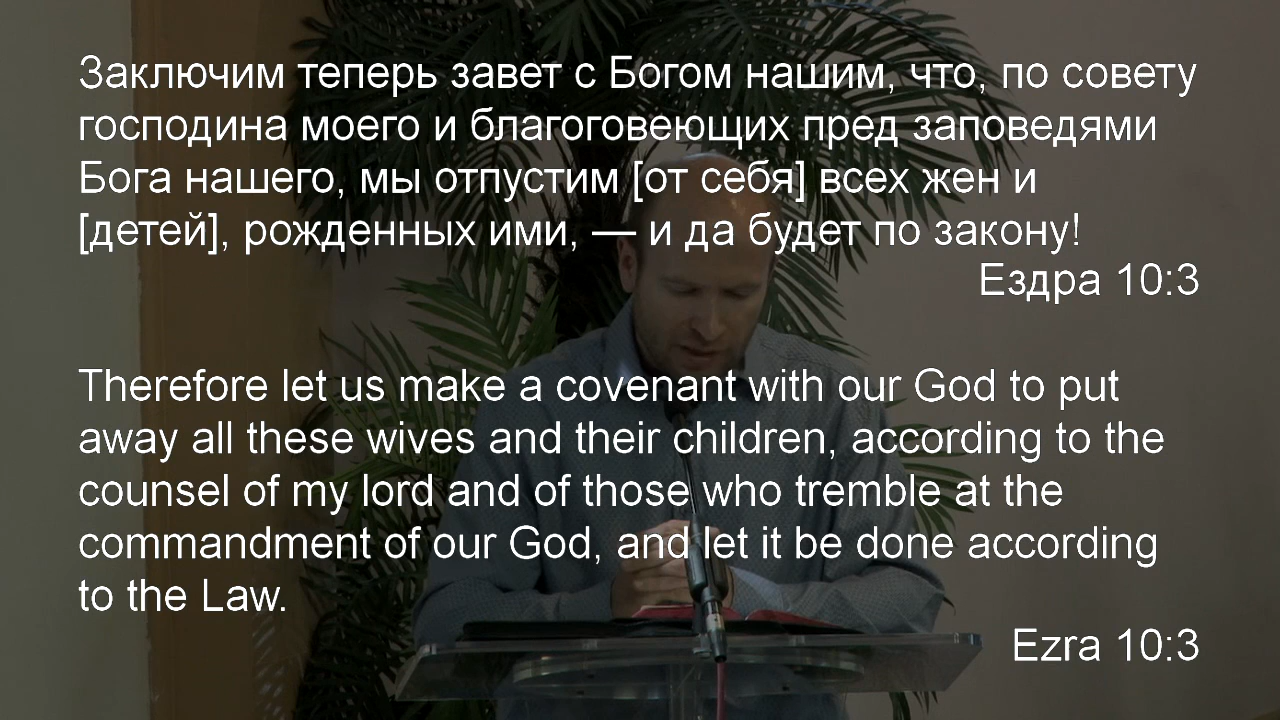 Заключим теперь завет с Богом нашим, что, по совету
господина моего и благоговеющих пред заповедями
Бога нашего, мы отпустим [от себя] всех жен и
[детей], рожденных ими, — и да будет по закону!
Ездра 10:3
Therefore let us make a covenant with our God to put
away all these wives and their children, according to the
counsel of my lord and of those who tremble at the
commandment of our God, and let it be done according
to the Law.
Ezra 10:3